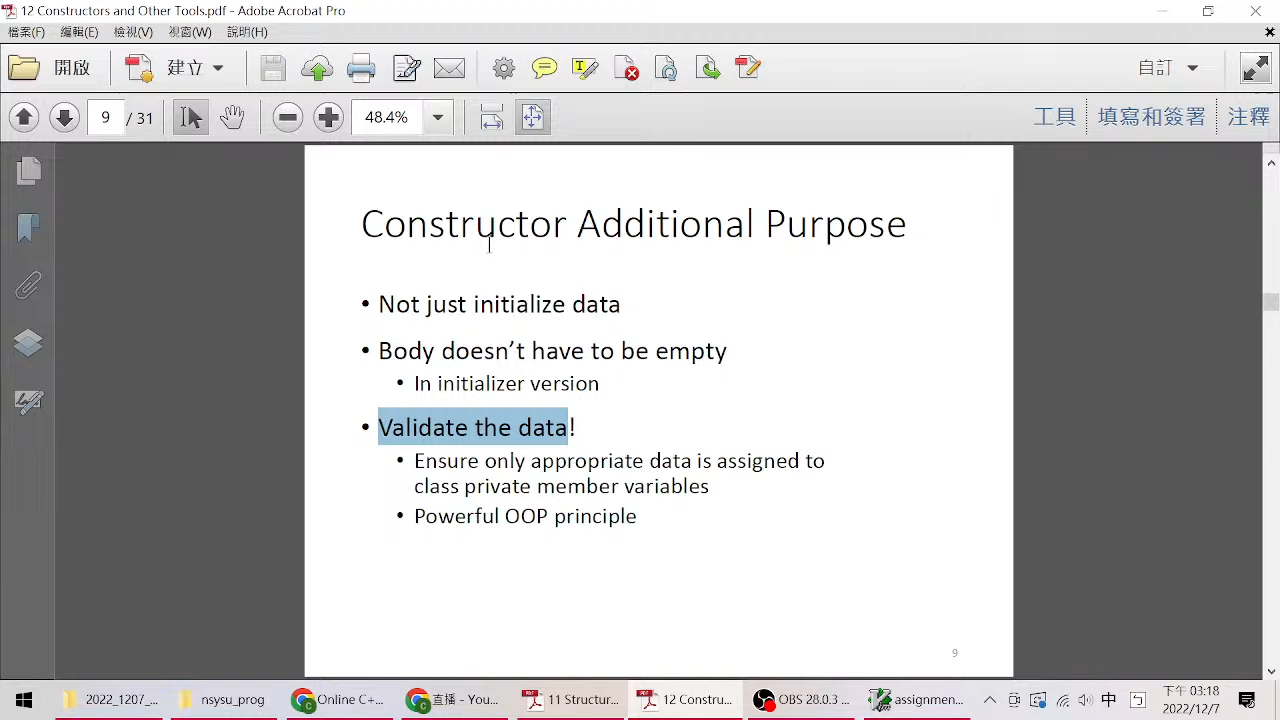 12 Constructors and Other Tools.pdf - Adobe Acrobat Pro
檔案(F) 編輯(E) 檢視(V) 視窗(W) 說明(H)
開啟 建立 自訂
9 / 31 48.4% 工具 填寫和簽署 注釋
Constructor Additional Purpose
• Not just initialize data
• Body doesn’t have to be empty
• In initializer version
• Validate the data!
• Ensure only appropriate data is assigned to
class private member variables
• Powerful OOP principle
9
2022_1207_... nsysu_prog Online C+... 直播 - You... 11 Structur... 12 Constru... OBS 28.0.3 ... assignmen... 中 下午 03:18
2022/12/7